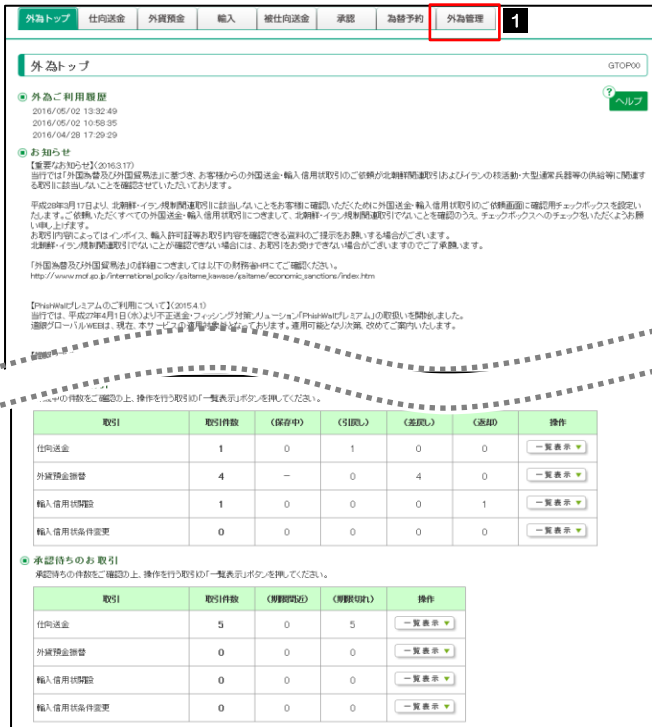 外為トップ 仕向送金 外貨預金 輸入 被仕向送金 承認 為替予約 外為管理 1
外為トップ GTOP00
外為ご利用履歴 ? ヘルプ
2016/05/02 13:32:49
2016/05/02 10:58:35
2016/04/28 17:29:29
お知らせ
【重要なお知らせ】(2016.3.17)
当行では「外国為替及び外国貿易法」に基づき、お客様からの外国送金・輸入信用状取引のご依頼が北朝鮮関連取引およびイランの核活動・大型通常兵器等の供給等に関連す
る取引に該当しないことを確認させていただいております。
平成28年3月17日より、北朝鮮・イラン規制関連取引に該当しないことをお客様に確認いただくために外国送金・輸入信用状取引のご依頼画面に確認用チェックボックスを設定い
たします。ご依頼いただくすべての外国送金・輸入信用状取引につきまして、北朝鮮・イラン規制関連取引でないことを確認のうえ、チェックボックスへのチェックをいただくようお願
い申し上げます。
お取引内容によってはインボイス、輸入許可証等お取引内容を確認できる資料のご提示をお願いする場合がございます。
北朝鮮・イラン規制関連取引でないことが確認できない場合には、お取引をお受けできない場合がございますのでご了承願います。
「外国為替及び外国貿易法」の詳細につきましては以下の財務省HPにてご確認ください。
http://www.mof.go.jp/international_policy/gaitame_kawase/gaitame/economic_sanctions/index.htm
【PhishWallプレミアムのご利用について】(2015.4.1)
当行では、平成27年4月1日(水)より不正送金・フィッシング対策ソリューション「PhishWallプレミアム」の取扱いを開始しました。
の件数をご確認の上、操作を行う取引の「一覧表示」ボタンを押してください。
取引 取引件数 (保存中) (引戻し) (差戻し) (返却) 操作
仕向送金 1 0 1 0 0 一覧表示▼
外貨預金振替 4 － 0 4 0 一覧表示▼
輸入信用状開設 1 0 0 0 1 一覧表示▼
輸入信用状条件変更 0 0 0 0 0 一覧表示▼
承認待ちのお取引
承認待ちの件数をご確認の上、操作を行う取引の「一覧表示」ボタンを押してください。
取引 取引件数 (期限間近) (期限切れ) 操作
仕向送金 5 0 5 一覧表示▼
外貨預金振替 0 0 0 一覧表示▼
輸入信用状開設 0 0 0 一覧表示▼
輸入信用状条件変更 0 0 0 一覧表示▼